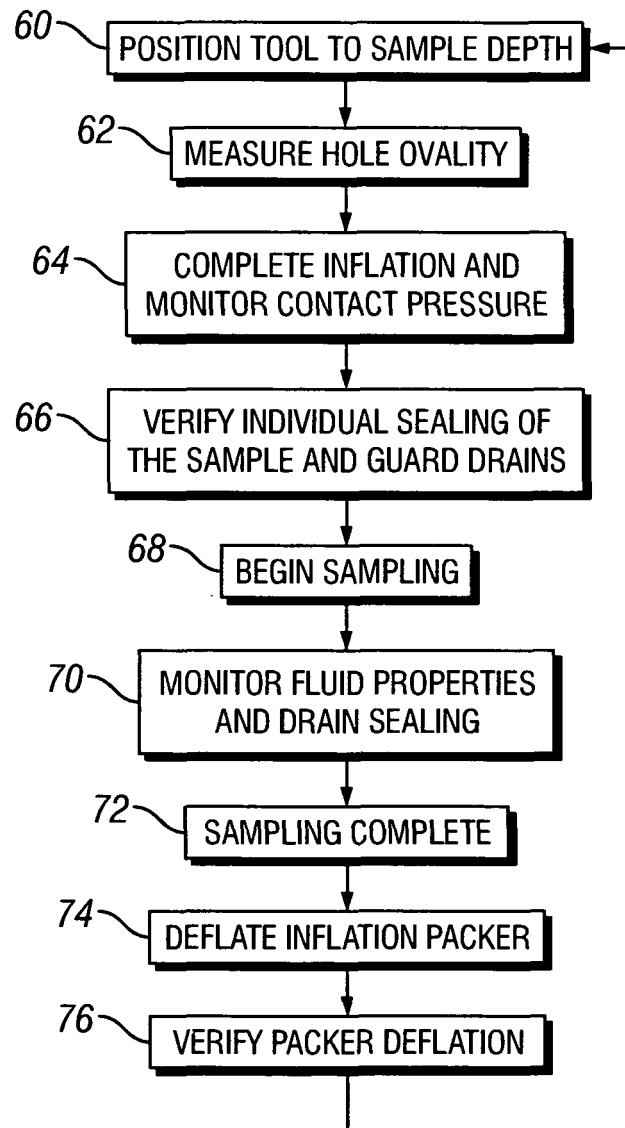 60
POSITION TOOL TO SAMPLE DEPTH
62
MEASURE HOLE OVALITY
64
COMPLETE INFLATION AND
MONITOR CONTACT PRESSURE
66
VERIFY INDIVIDUAL SEALING OF
THE SAMPLE AND GUARD DRAINS
68
BEGIN SAMPLING
70
MONITOR FLUID PROPERTIES
AND DRAIN SEALING
72
SAMPLING COMPLETE
74
DEFLATE INFLATION PACKER
76
VERIFY PACKER DEFLATION